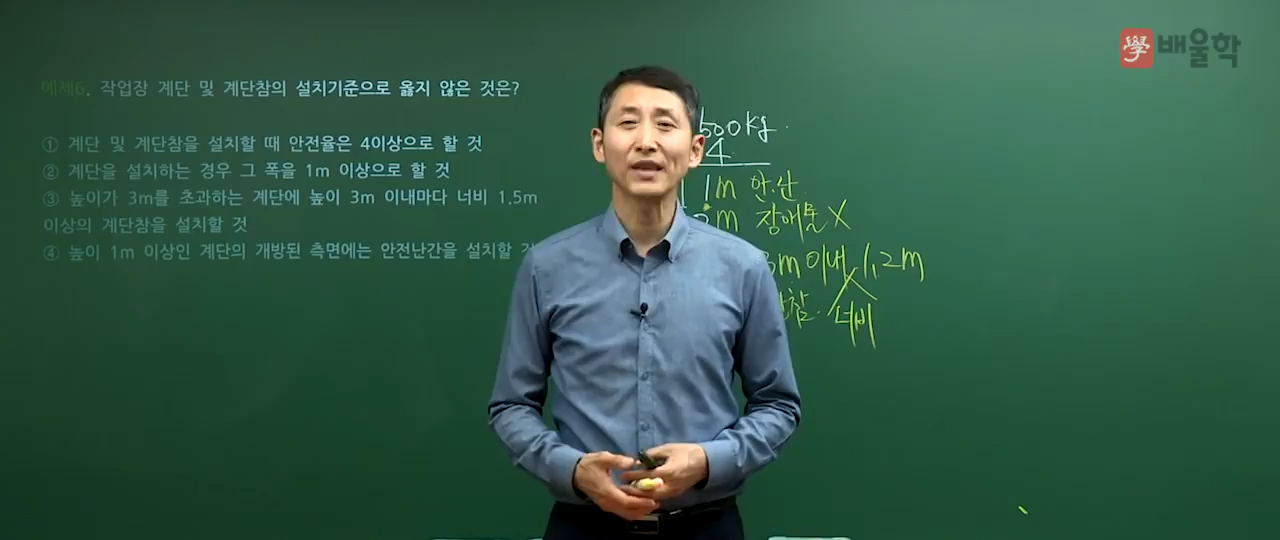 學 배울학
예제6. 작업장 계단 및 계단참의 설치기준으로 옳지 않은 것은?
① 계단 및 계단참을 설치할 때 안전율은 4이상으로 할 것
② 계단을 설치하는 경우 그 폭을 1m 이상으로 할 것
③ 높이가 3m를 초과하는 계단에 높이 3m 이내마다 너비 1.5m
이상의 계단참을 설치할 것
④ 높이 1m 이상인 계단의 개방된 측면에는 안전난간을 설치할
500kg.
4
1m 안.난
m 장애물 X
3m 이내 1.2m
참. 너비